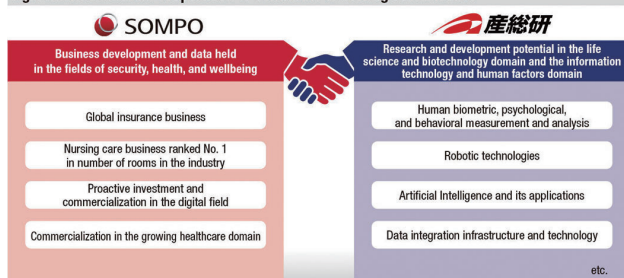 SOMPO
Business development and data held
in the fields of security, health, and wellbeing
Global insurance business
Nursing care business ranked No. 1
in number of rooms in the industry
Proactive investment and
commercialization in the digital field
Commercialization in the growing healthcare domain
産総研
Research and development potential in the life
science and biotechnology domain and the information
technology and human factors domain
Human biometric, psychological,
and behavioral measurement and analysis
Robotic technologies
Artificial Intelligence and its applications
Data integration infrastructure and technology
etc.